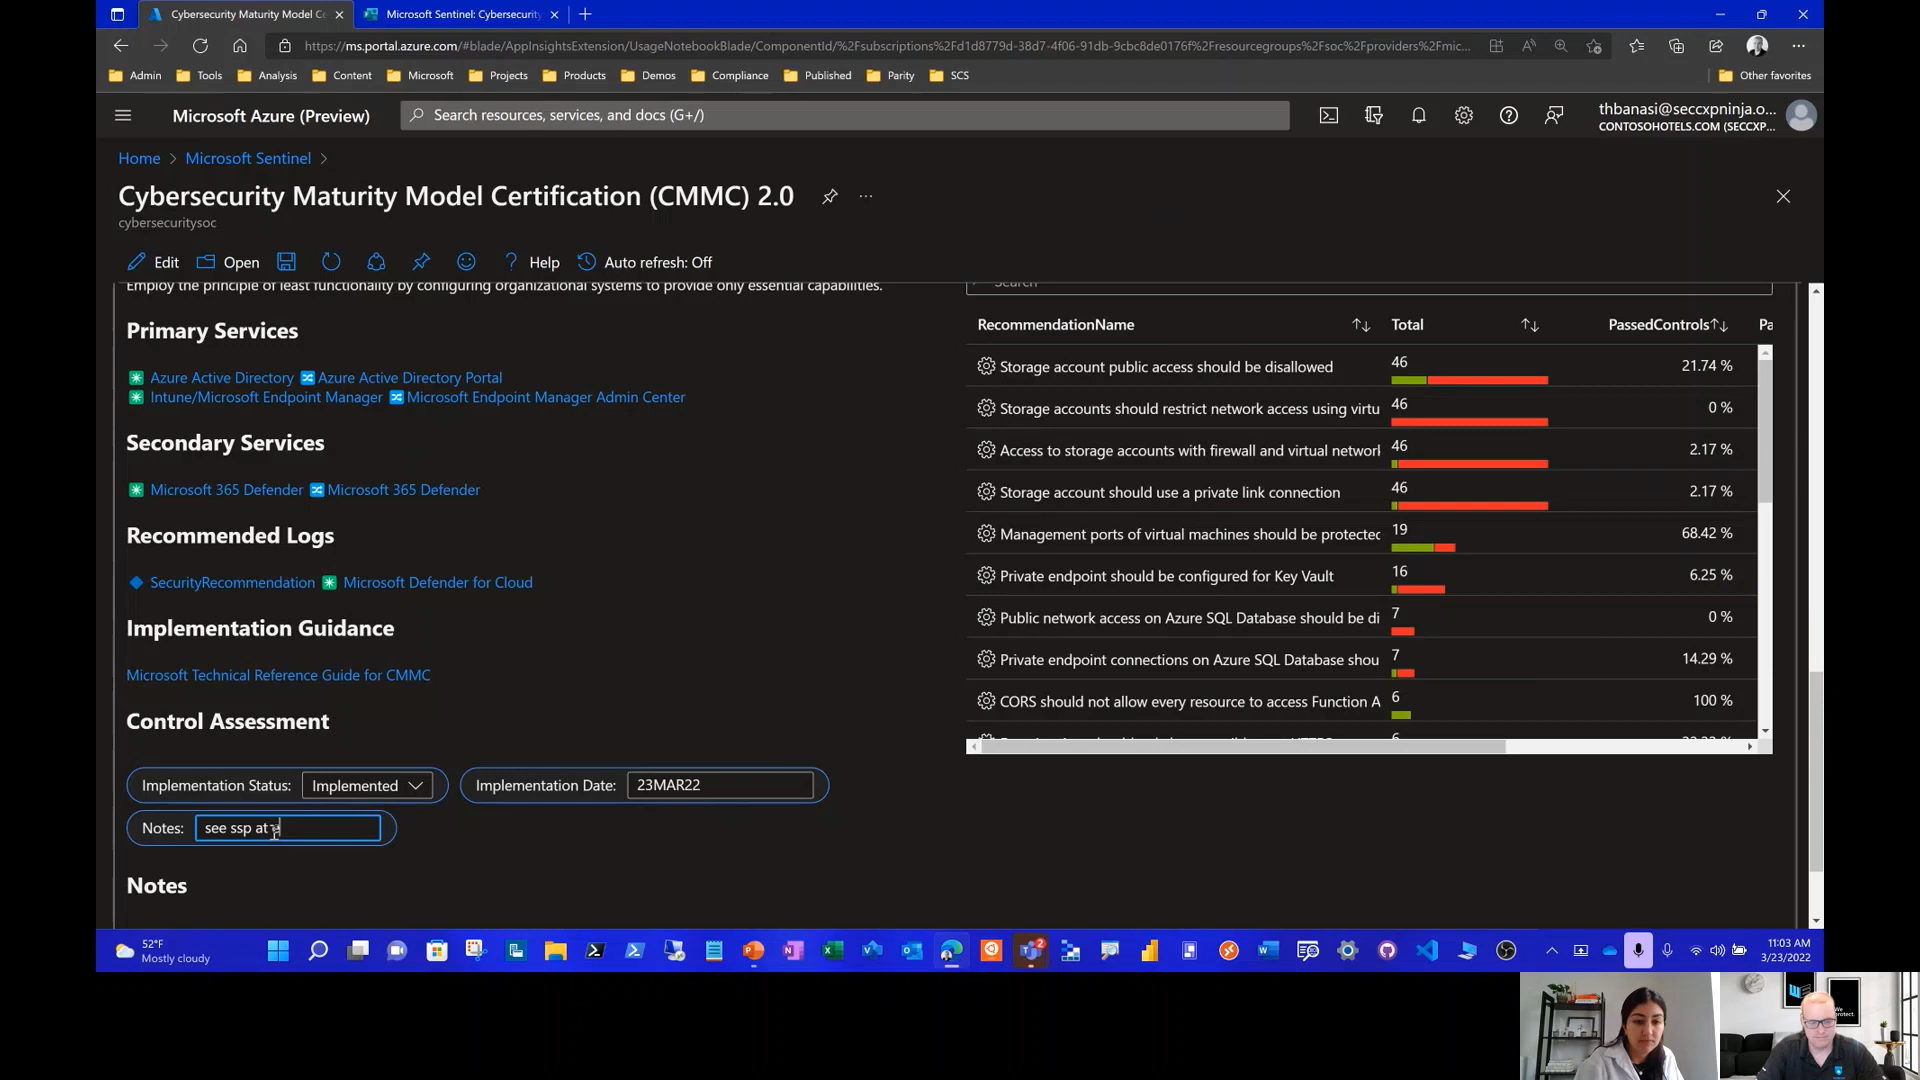 Cybersecurity Maturity Model Ce
Microsoft Sentinel: Cybersecurity
https://ms.portal.azure.com/#blade/AppInsightsExtension/UsageNotebookBlade/ComponentId/%2Fsubscriptions%2Fd1d8779d-38d7-4f06-91db-9cbc8de0176f%2Fresourcegroups%2Fsoc%2Fproviders%2Fmic...
Admin Tools Analysis Content Microsoft Projects Products Demos Compliance Published Parity SCS Other favorites
Microsoft Azure (Preview)
Search resources, services, and docs (G+/)
thbanasi@seccxpninja.o...
CONTOSOHOTELS.COM (SECCXP...
Home > Microsoft Sentinel >
Cybersecurity Maturity Model Certification (CMMC) 2.0
cybersecuritysoc
Edit Open Help Auto refresh: Off
Employ the principle of least functionality by configuring organizational systems to provide only essential capabilities.
Primary Services
Azure Active Directory Azure Active Directory Portal
Intune/Microsoft Endpoint Manager Microsoft Endpoint Manager Admin Center
Secondary Services
Microsoft 365 Defender Microsoft 365 Defender
Recommended Logs
SecurityRecommendation Microsoft Defender for Cloud
Implementation Guidance
Microsoft Technical Reference Guide for CMMC
Control Assessment
Implementation Status: Implemented Implementation Date: 23MAR22
Notes: see ssp at
Notes
Search
RecommendationName Total PassedControls Pa
Storage account public access should be disallowed 46 21.74 %
Storage accounts should restrict network access using virtu 46 0 %
Access to storage accounts with firewall and virtual network 46 2.17 %
Storage account should use a private link connection 46 2.17 %
Management ports of virtual machines should be protected 19 68.42 %
Private endpoint should be configured for Key Vault 16 6.25 %
Public network access on Azure SQL Database should be di 7 0 %
Private endpoint connections on Azure SQL Database shou 7 14.29 %
CORS should not allow every resource to access Function A 6 100 %
52°F
Mostly cloudy
2
11:03 AM
3/23/2022